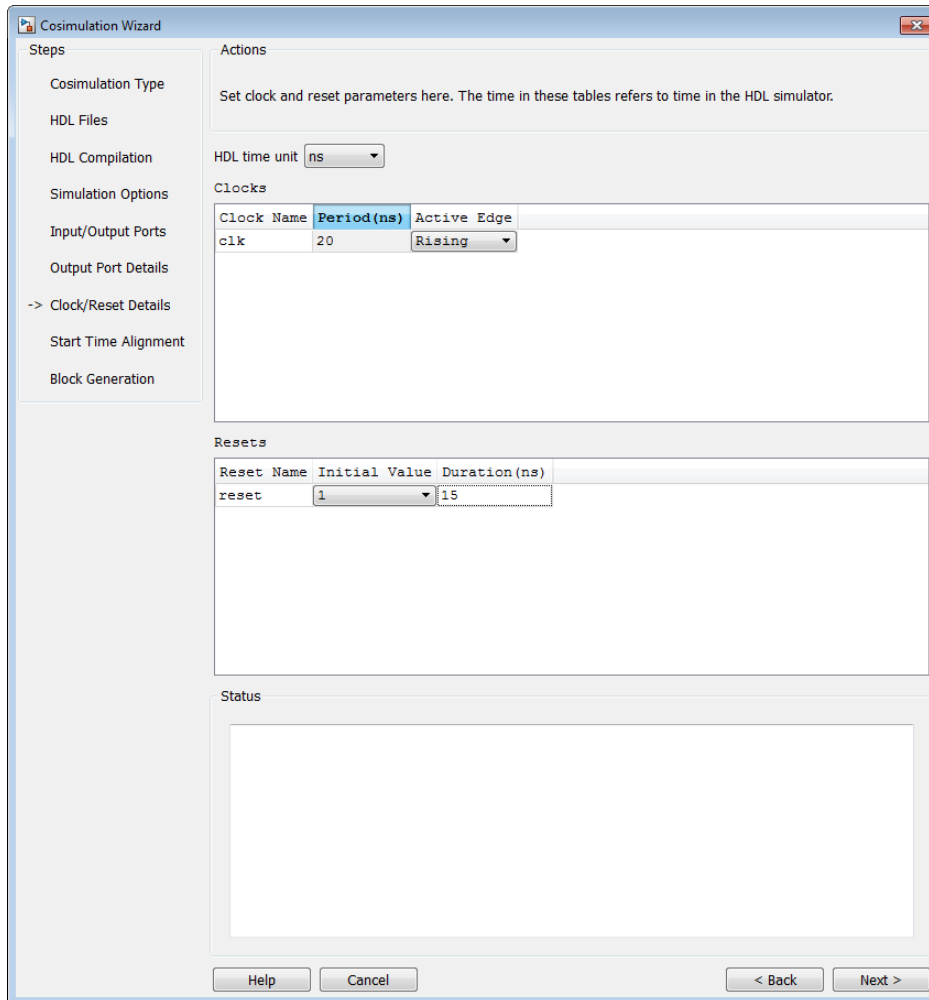 Cosimulation Wizard
Steps
Cosimulation Type
HDL Files
HDL Compilation
Simulation Options
Input/Output Ports
Output Port Details
-> Clock/Reset Details
Start Time Alignment
Block Generation
Actions
Set clock and reset parameters here. The time in these tables refers to time in the HDL simulator.
HDL time unit ns
Clocks
Clock Name Period(ns) Active Edge
clk 20 Rising
Resets
Reset Name Initial Value Duration(ns)
reset 1 15
Status
Help Cancel < Back Next >